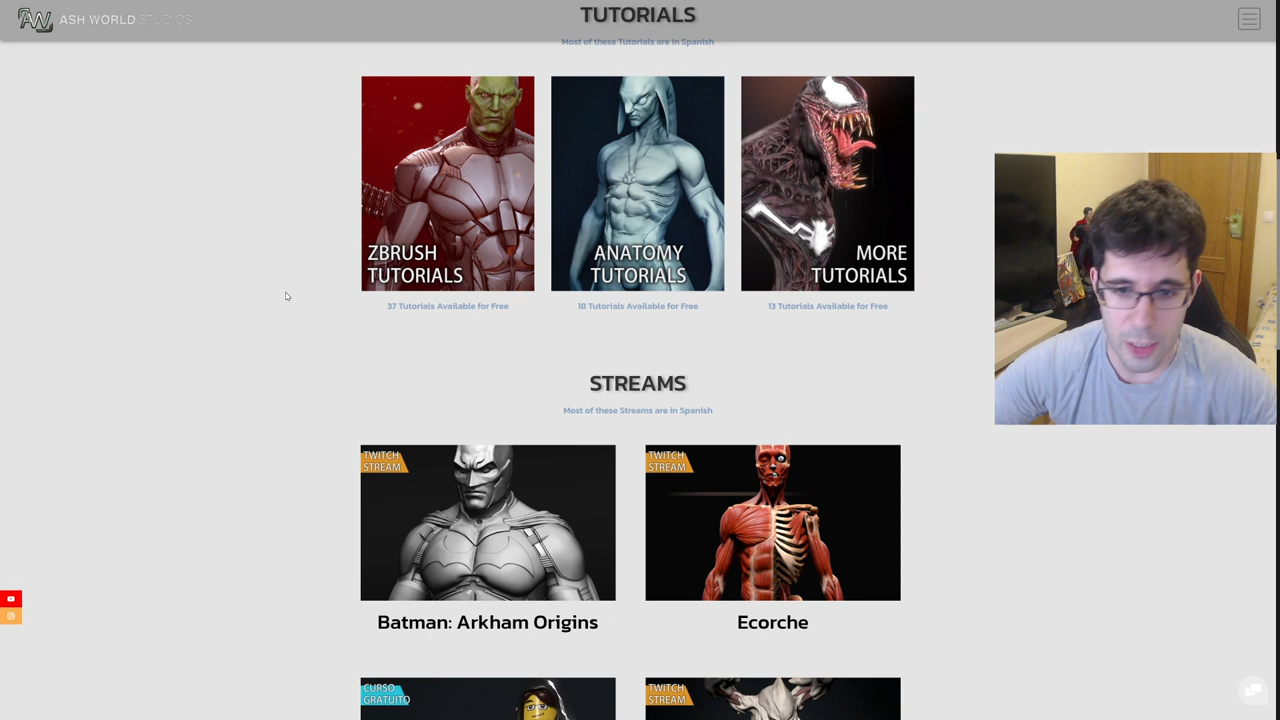 ASH WORLD STUDIOS
TUTORIALS
Most of these Tutorials are in Spanish
ZBRUSH
TUTORIALS
ANATOMY
TUTORIALS
MORE
TUTORIALS
37 Tutorials Available for Free
18 Tutorials Available for Free
13 Tutorials Available for Free
STREAMS
Most of these Streams are in Spanish
TWITCH
STREAM
TWITCH
STREAM
Batman: Arkham Origins
Ecorche
CURSO
GRATUITO
TWITCH
STREAM